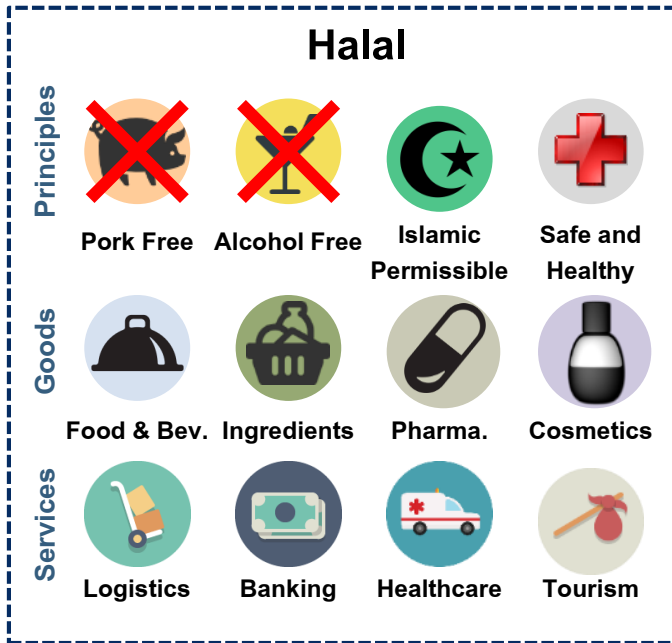 Halal
Principles
Pork Free
Alcohol Free
Islamic
Permissible
Safe and
Healthy
Goods
Food & Bev.
Ingredients
Pharma.
Cosmetics
Services
Logistics
Banking
Healthcare
Tourism